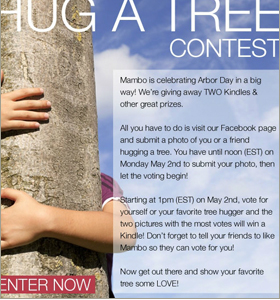 HUG A TREE
CONTEST
Mambo is celebrating Arbor Day in a big
way! We're giving away TWO Kindles &
other great prizes.
All you have to do is visit our Facebook page
and submit a photo of you or a friend
hugging a tree. You have until noon (EST) on
Monday May 2nd to submit your photo, then
let the voting begin!
Starting at 1pm (EST) on May 2nd, vote for
yourself or your favorite tree hugger and the
two pictures with the most votes will win a
Kindle! Don't forget to tell your friends to like
Mambo so they can vote for you!
Now get out there and show your favorite
tree some LOVE!
ENTER NOW